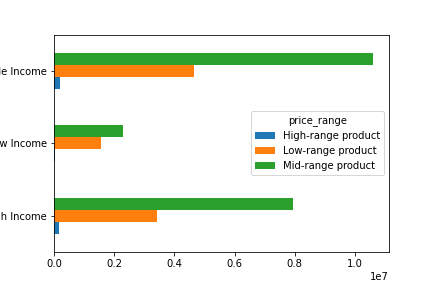 le Income
w Income
h Income
price_range
High-range product
Low-range product
Mid-range product
0.0 0.2 0.4 0.6 0.8 1.0
1e7